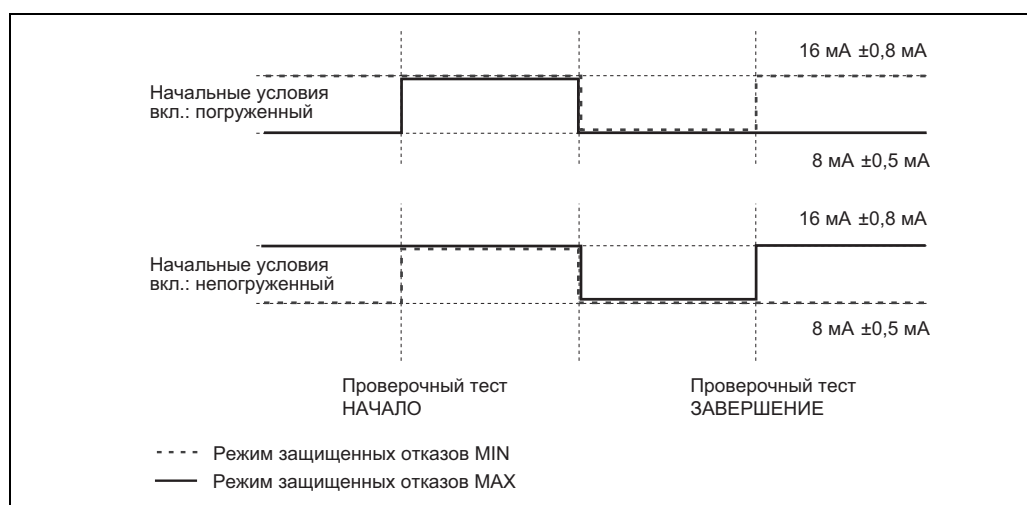 16 мА ±0,8 мА
Начальные условия
вкл.: погруженный
8 мА ±0,5 мА
16 мА ±0,8 мА
Начальные условия
вкл.: непогруженный
8 мА ±0,5 мА
Проверочный тест
НАЧАЛО
Проверочный тест
ЗАВЕРШЕНИЕ
Режим защищенных отказов MIN
Режим защищенных отказов MAX